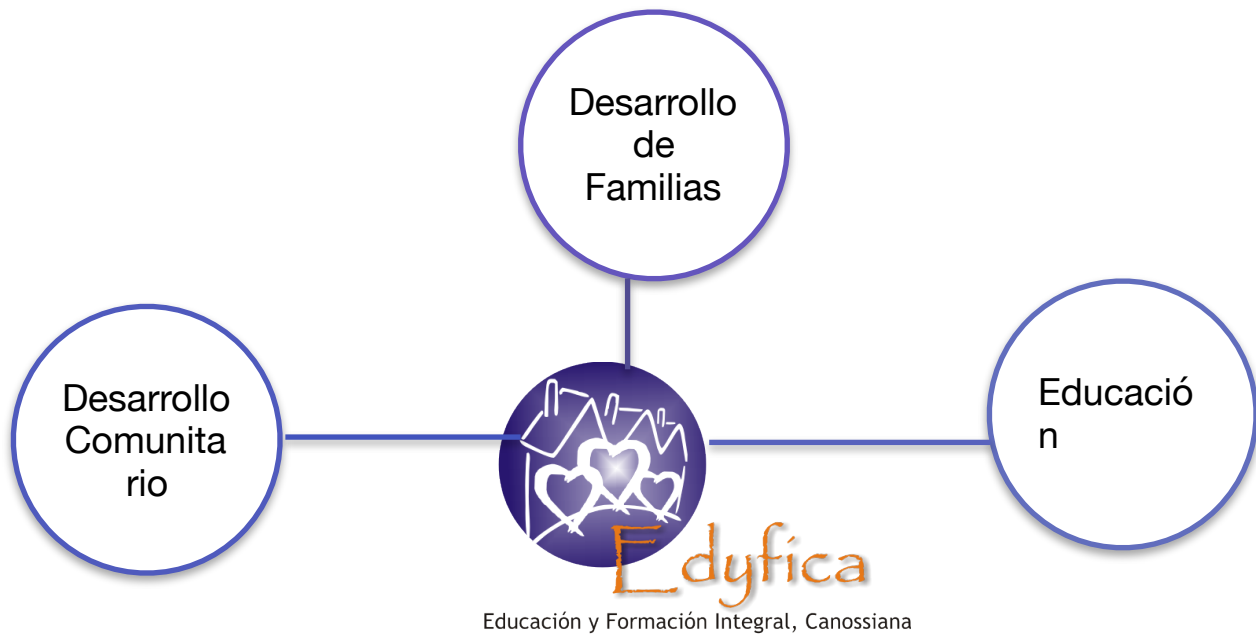 Desarrollo
de
Familias
Desarrollo
Comunita
rio
Educació
n
Edyfica
Educación y Formación Integral, Canossiana